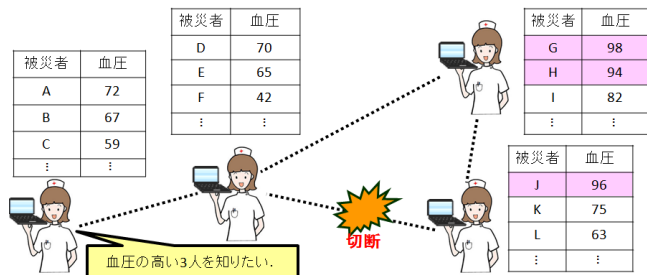 被災者 血圧
A 72
B 67
C 59
⋮ ⋮
被災者 血圧
D 70
E 65
F 42
⋮ ⋮
被災者 血圧
G 98
H 94
I 82
⋮ ⋮
被災者 血圧
J 96
K 75
L 63
⋮ ⋮
切断
血圧の高い3人を知りたい.